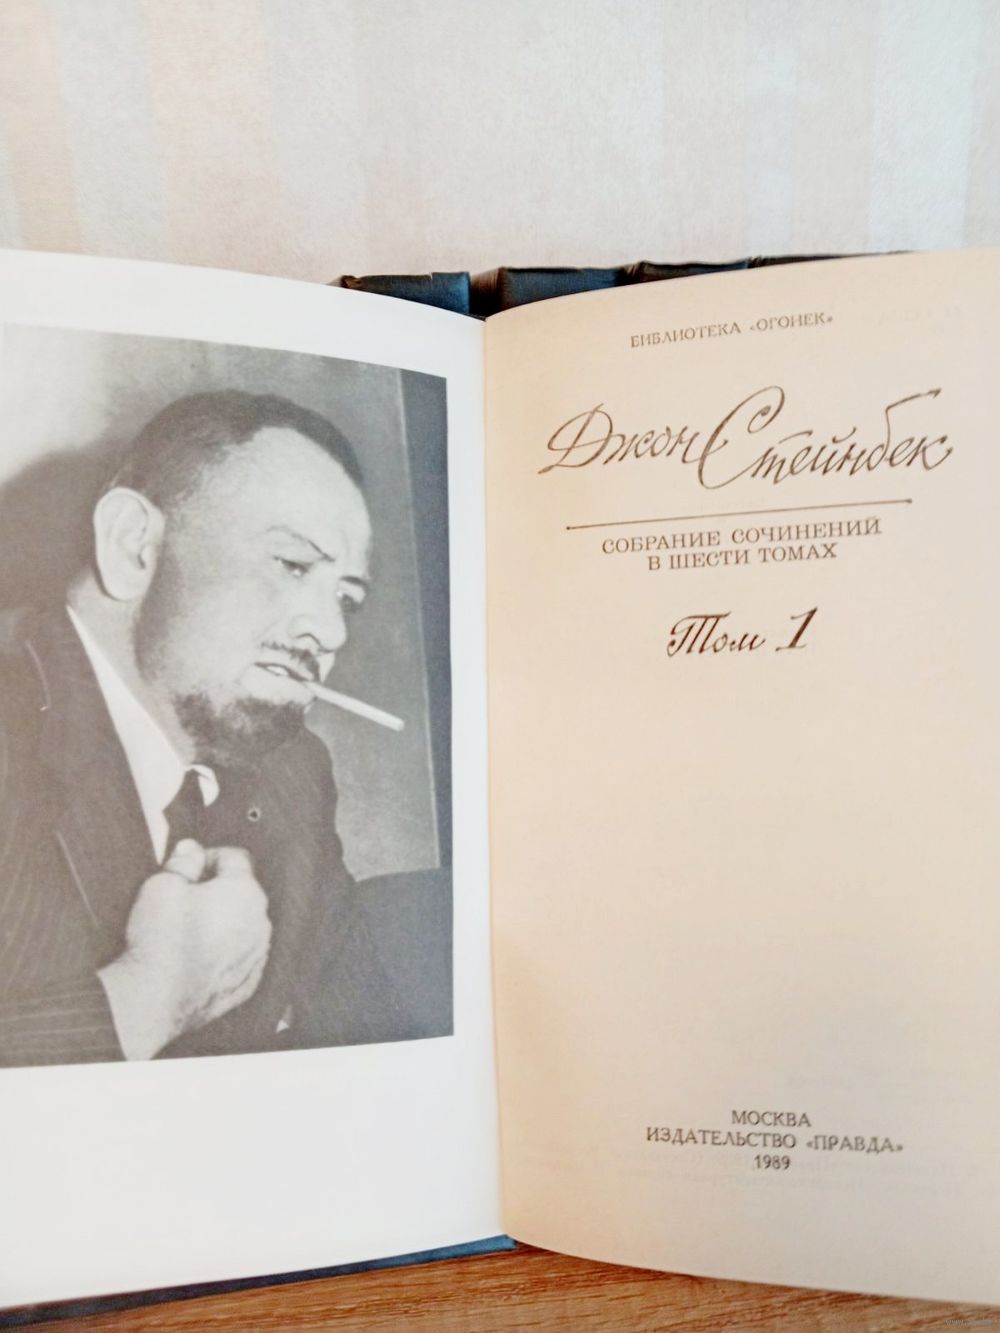 БИБЛИОТЕКА «ОГОНЕК»
Джон Стейнбек
СОБРАНИЕ СОЧИНЕНИЙ
В ШЕСТИ ТОМАХ
Том 1
МОСКВА
ИЗДАТЕЛЬСТВО «ПРАВДА»
1989